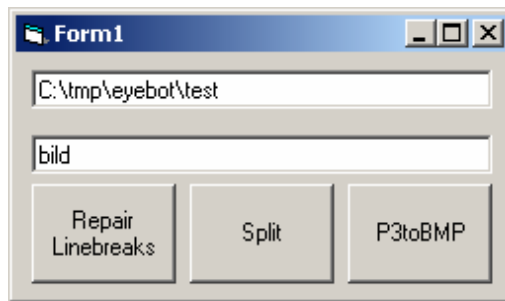 Form1
C:\tmp\eyebot\test
bild
Repair
Linebreaks
Split
P3toBMP